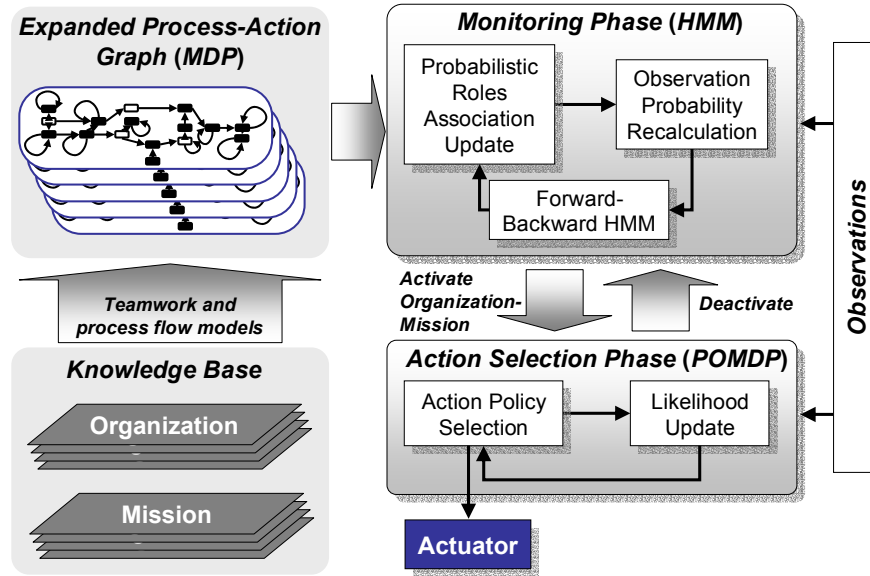 Expanded Process-Action
Graph (MDP)
Teamwork and
process flow models
Knowledge Base
Organization
Mission
Monitoring Phase (HMM)
Probabilistic
Roles
Association
Update
Observation
Probability
Recalculation
Forward-
Backward HMM
Activate
Organization-
Mission
Deactivate
Action Selection Phase (POMDP)
Action Policy
Selection
Likelihood
Update
Actuator
Observations